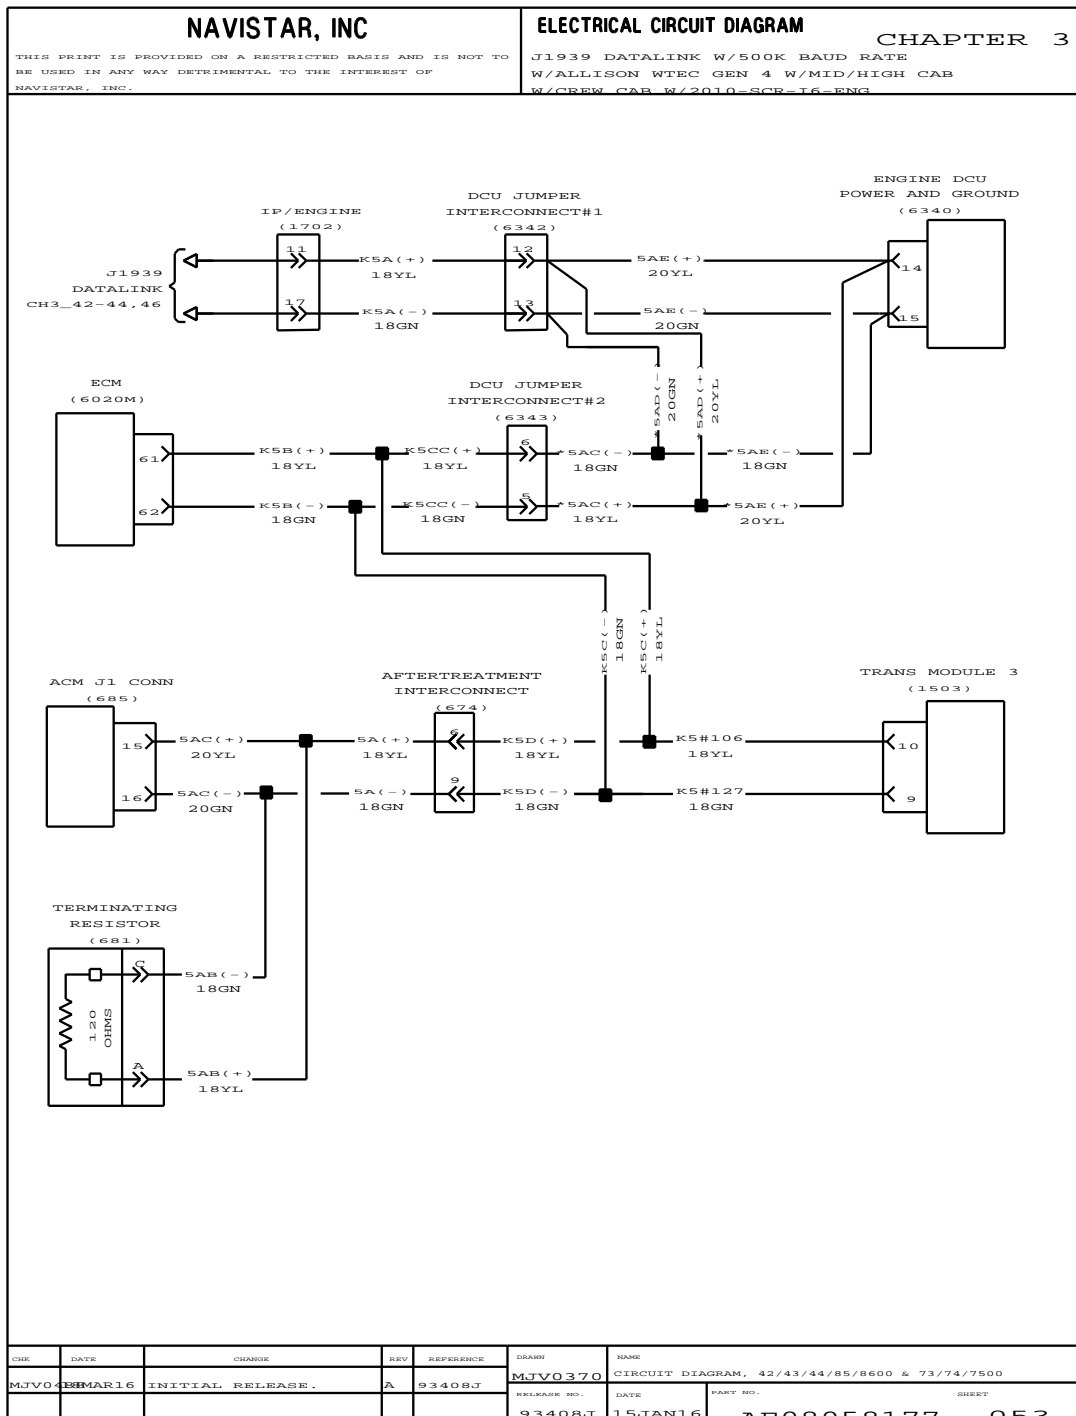 NAVISTAR, INC
THIS PRINT IS PROVIDED ON A RESTRICTED BASIS AND IS NOT TO
BE USED IN ANY WAY DETRIMENTAL TO THE INTEREST OF
NAVISTAR, INC.
ELECTRICAL CIRCUIT DIAGRAM
CHAPTER 3
J1939 DATALINK W/500K BAUD RATE
W/ALLISON WTEC GEN 4 W/MID/HIGH CAB
W/CREW CAB W/2010-SCR-I6-ENG
ENGINE DCU
POWER AND GROUND
(6340)
DCU JUMPER
INTERCONNECT#1
(6342)
IP/ENGINE
(1702)
11
K5A(+)
18YL
12
5AE(+)
20YL
14
J1939
DATALINK
CH3_42-44,46
17
K5A(-)
18GN
13
5AE(-)
20GN
15
*5AD(-)
20GN
*5AD(+)
20YL
ECM
(6020M)
DCU JUMPER
INTERCONNECT#2
(6343)
61
K5B(+)
18YL
K5CC(+)
18YL
6
*5AC(-)
18GN
*5AE(-)
18GN
62
K5B(-)
18GN
K5CC(-)
18GN
5
*5AC(+)
18YL
*5AE(+)
20YL
K5C(-)
18GN
K5C(+)
18YL
ACM J1 CONN
(685)
AFTERTREATMENT
INTERCONNECT
(674)
TRANS MODULE 3
(1503)
15
5AC(+)
20YL
5A(+)
18YL
6
K5D(+)
18YL
K5#106
18YL
10
16
5AC(-)
20GN
5A(-)
18GN
9
K5D(-)
18GN
K5#127
18GN
9
TERMINATING
RESISTOR
(681)
C
5AB(-)
18GN
120
OHMS
A
5AB(+)
18YL
CHK DATE CHANGE REV REFERENCE
MAR16 INITIAL RELEASE. A 93408J
DRAWN
MJV0370
NAME
CIRCUIT DIAGRAM, 42/43/44/85/8600 & 73/74/7500
RELEASE NO. DATE PART NO. SHEET
93408J 15JAN16